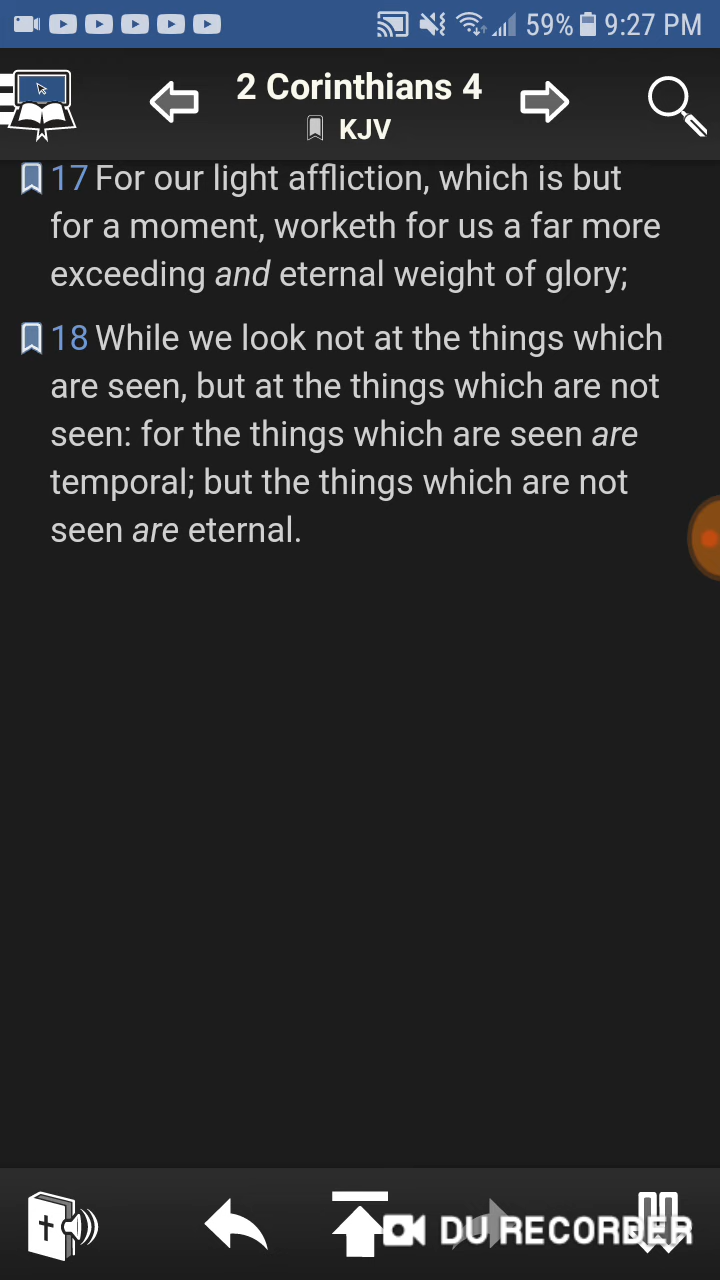 59% 9:27 PM
2 Corinthians 4
KJV
17 For our light affliction, which is but
for a moment, worketh for us a far more
exceeding and eternal weight of glory;
18 While we look not at the things which
are seen, but at the things which are not
seen: for the things which are seen are
temporal; but the things which are not
seen are eternal.
DU RECORDER